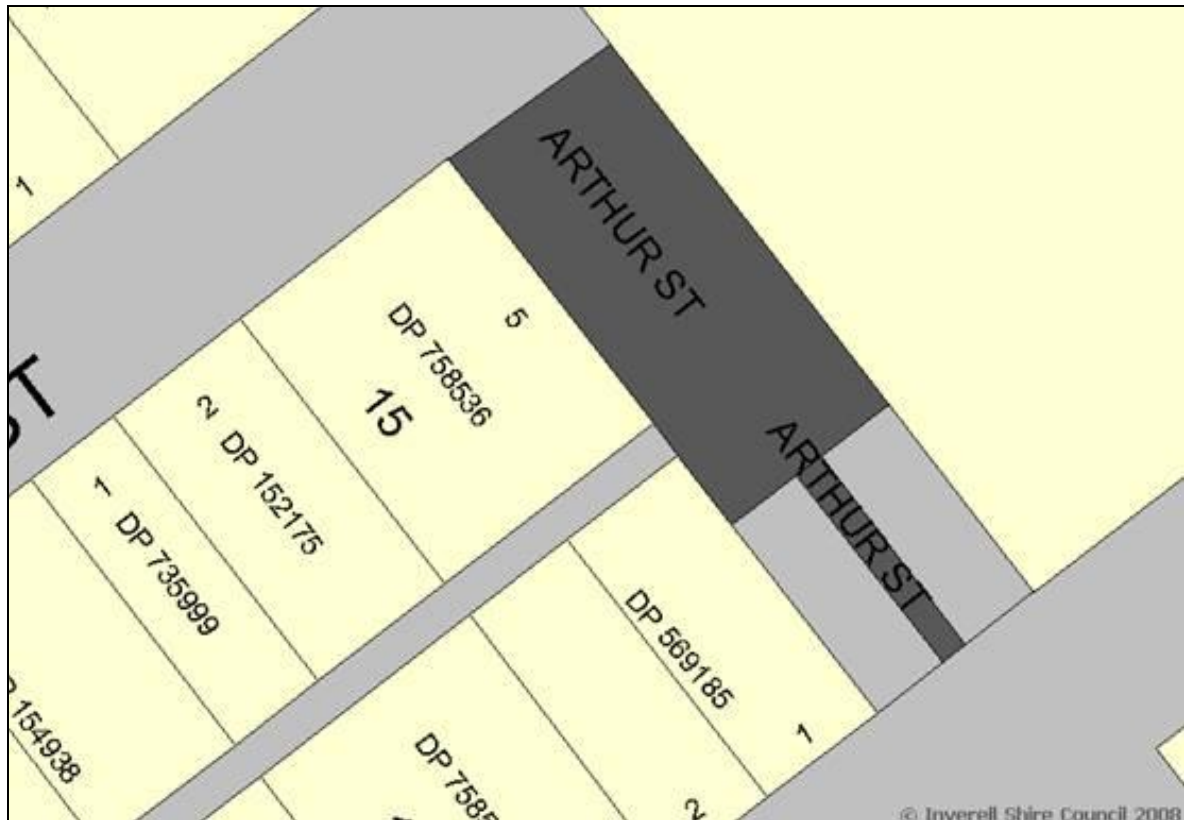 1
ARTHUR ST
5
DP 758536
15
ST
2
DP 152175
ARTHUR ST
1
DP 735999
DP 569185
1
154938
2
© Inverell Shire Council 2008